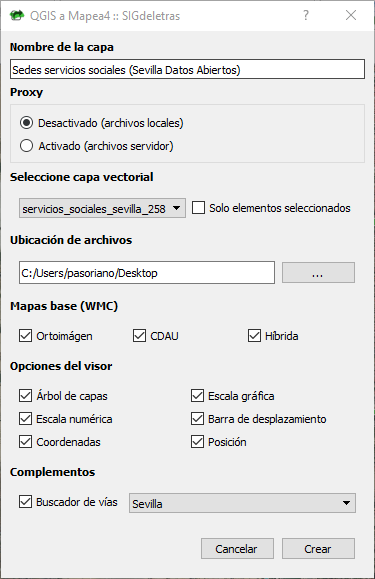 QGIS a Mapea4 :: SIGdeletras
Nombre de la capa
Sedes servicios sociales (Sevilla Datos Abiertos)
Proxy
Desactivado (archivos locales)
Activado (archivos servidor)
Seleccione capa vectorial
servicios_sociales_sevilla_258 Solo elementos seleccionados
Ubicación de archivos
C:/Users/pasoriano/Desktop ...
Mapas base (WMC)
Ortoimágen CDAU Híbrida
Opciones del visor
Árbol de capas Escala gráfica
Escala numérica Barra de desplazamiento
Coordenadas Posición
Complementos
Buscador de vías Sevilla
Cancelar Crear